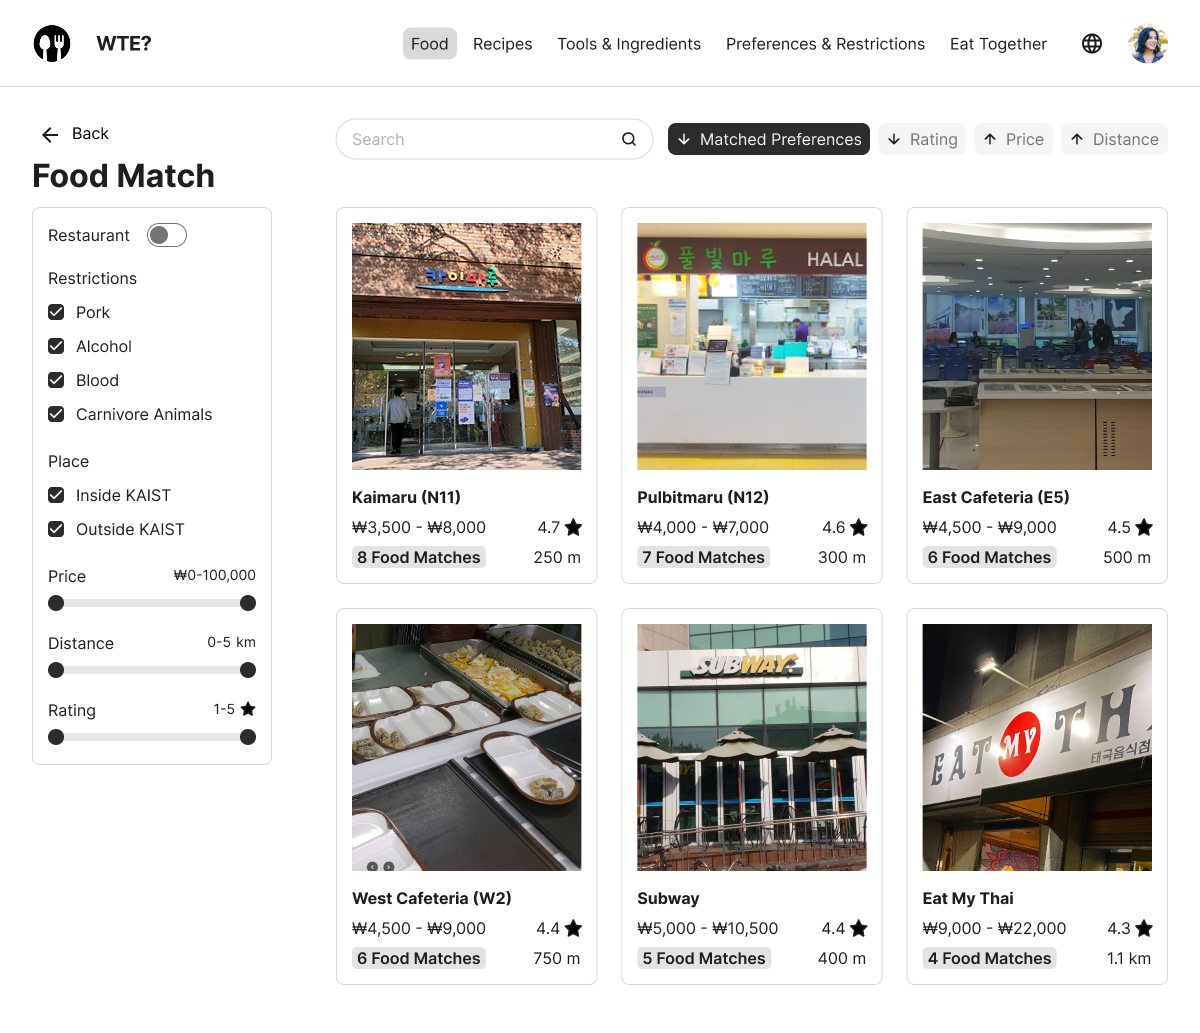 WTE?
Food
Recipes
Tools & Ingredients
Preferences & Restrictions
Eat Together
Back
Food Match
Search
Matched Preferences
Rating
Price
Distance
Restaurant
Restrictions
Pork
Alcohol
Blood
Carnivore Animals
Place
Inside KAIST
Outside KAIST
Price ₩0-100,000
Distance 0-5 km
Rating 1-5
카이마루
Kaimaru (N11)
₩3,500 - ₩8,000 4.7
8 Food Matches 250 m
풀빛마루 HALAL
Pulbitmaru (N12)
₩4,000 - ₩7,000 4.6
7 Food Matches 300 m
East Cafeteria (E5)
₩4,500 - ₩9,000 4.5
6 Food Matches 500 m
West Cafeteria (W2)
₩4,500 - ₩9,000 4.4
6 Food Matches 750 m
SUBWAY
Subway
₩5,000 - ₩10,500 4.4
5 Food Matches 400 m
EAT MY THA
태국음식점
Eat My Thai
₩9,000 - ₩22,000 4.3
4 Food Matches 1.1 km